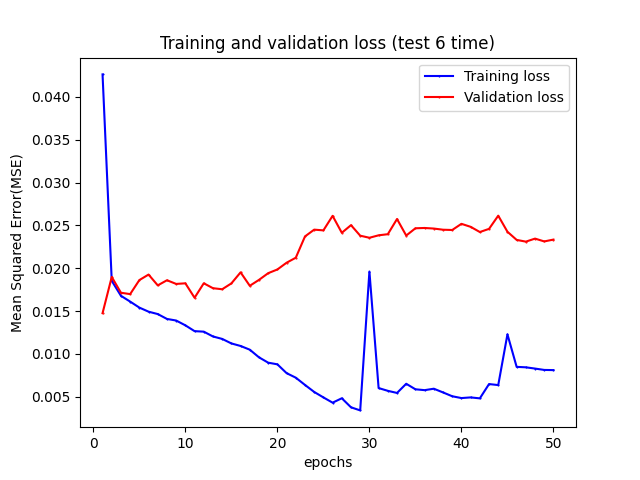 Training and validation loss (test 6 time)
Training loss
Validation loss
Mean Squared Error(MSE)
0.040
0.035
0.030
0.025
0.020
0.015
0.010
0.005
0 10 20 30 40 50
epochs